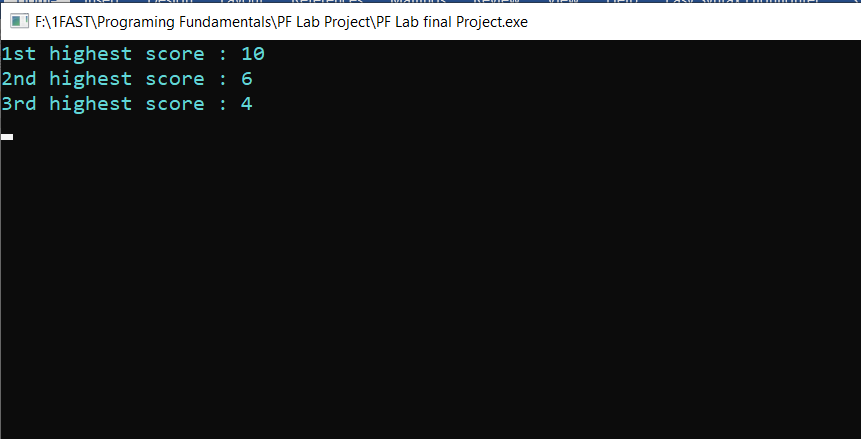 F:\1FAST\Programing Fundamentals\PF Lab Project\PF Lab final Project.exe
1st highest score : 10
2nd highest score : 6
3rd highest score : 4